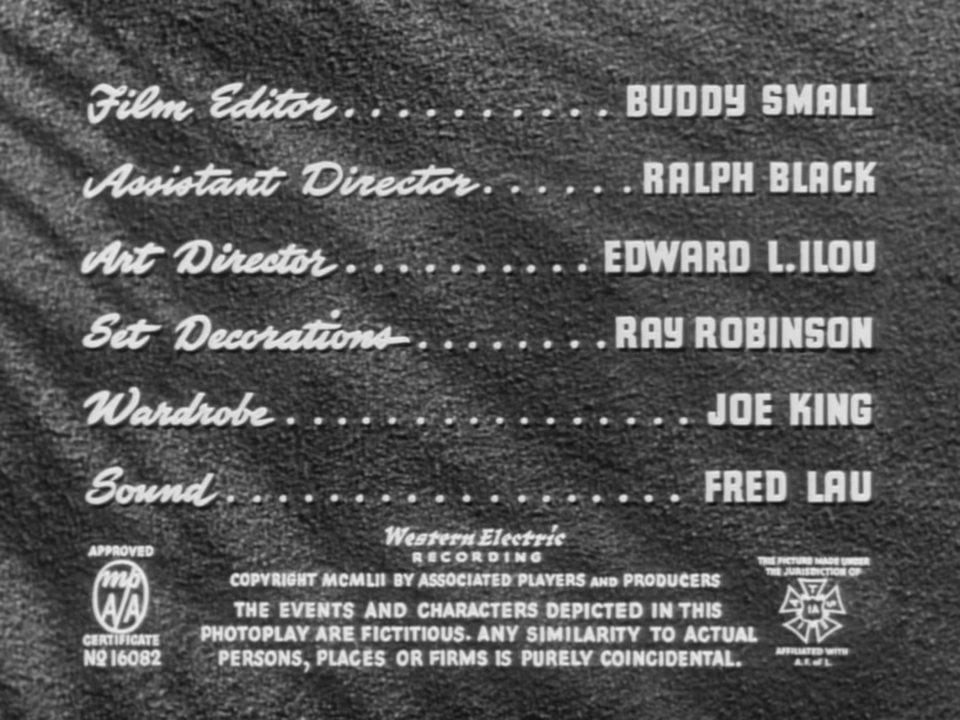 Film Editor.......... BUDDY SMALL
Assistant Director...... RALPH BLACK
Art Director.......... EDWARD L. ILOU
Set Decorations........ RAY ROBINSON
Wardrobe................ JOE KING
Sound.................. FRED LAU
Western Electric
RECORDING
COPYRIGHT MCMLII BY ASSOCIATED PLAYERS AND PRODUCERS
THE EVENTS AND CHARACTERS DEPICTED IN THIS
PHOTOPLAY ARE FICTITIOUS. ANY SIMILARITY TO ACTUAL
PERSONS, PLACES OR FIRMS IS PURELY COINCIDENTAL.
APPROVED
MPAA
CERTIFICATE
No 16082
THIS PICTURE MADE UNDER
THE JURISDICTION OF
IATSE
AFFILIATED WITH
A.F. of L.